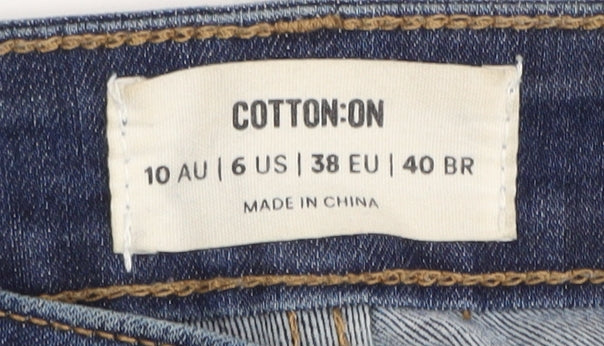 COTTON:ON
10 AU | 6 US | 38 EU | 40 BR
MADE IN CHINA